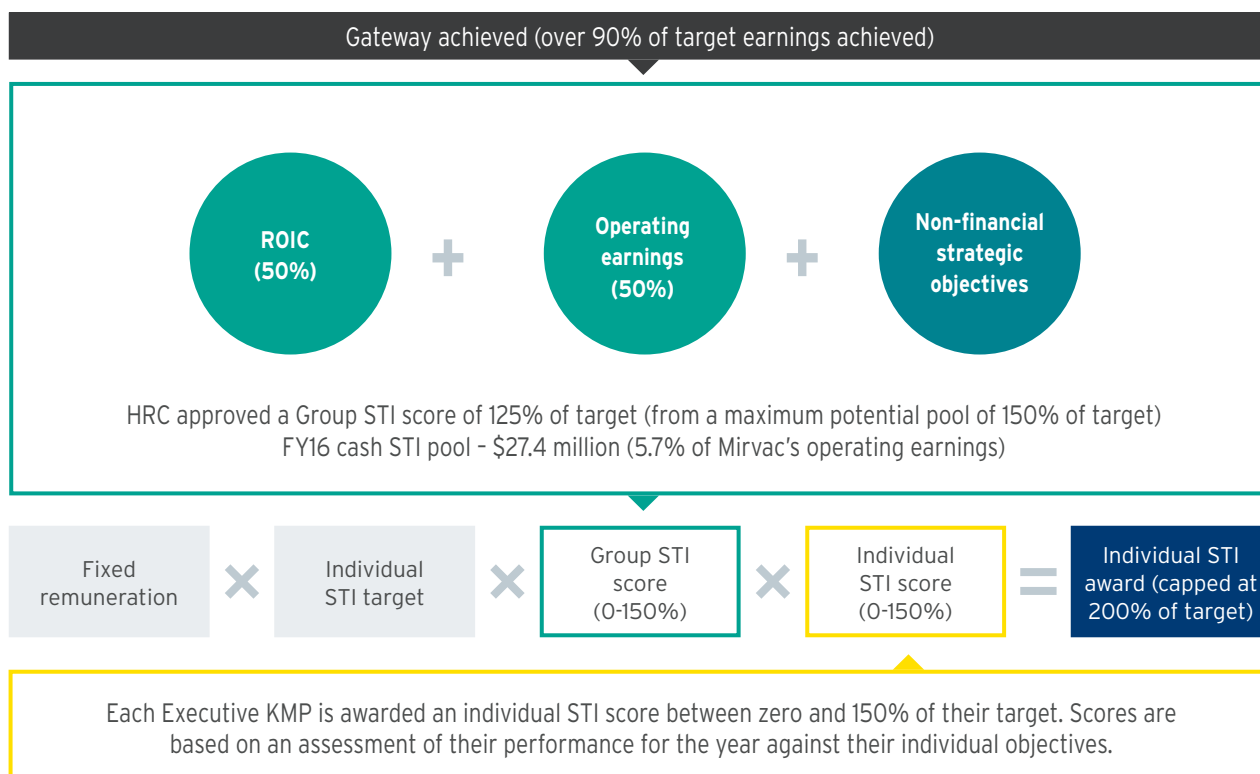 Gateway achieved (over 90% of target earnings achieved)
ROIC
(50%)
+
Operating
earnings
(50%)
+
Non-financial
strategic
objectives
HRC approved a Group STI score of 125% of target (from a maximum potential pool of 150% of target)
FY16 cash STI pool – $27.4 million (5.7% of Mirvac’s operating earnings)
Fixed
remuneration
×
Individual
STI target
×
Group STI
score
(0-150%)
×
Individual
STI score
(0-150%)
=
Individual STI
award (capped at
200% of target)
Each Executive KMP is awarded an individual STI score between zero and 150% of their target. Scores are
based on an assessment of their performance for the year against their individual objectives.